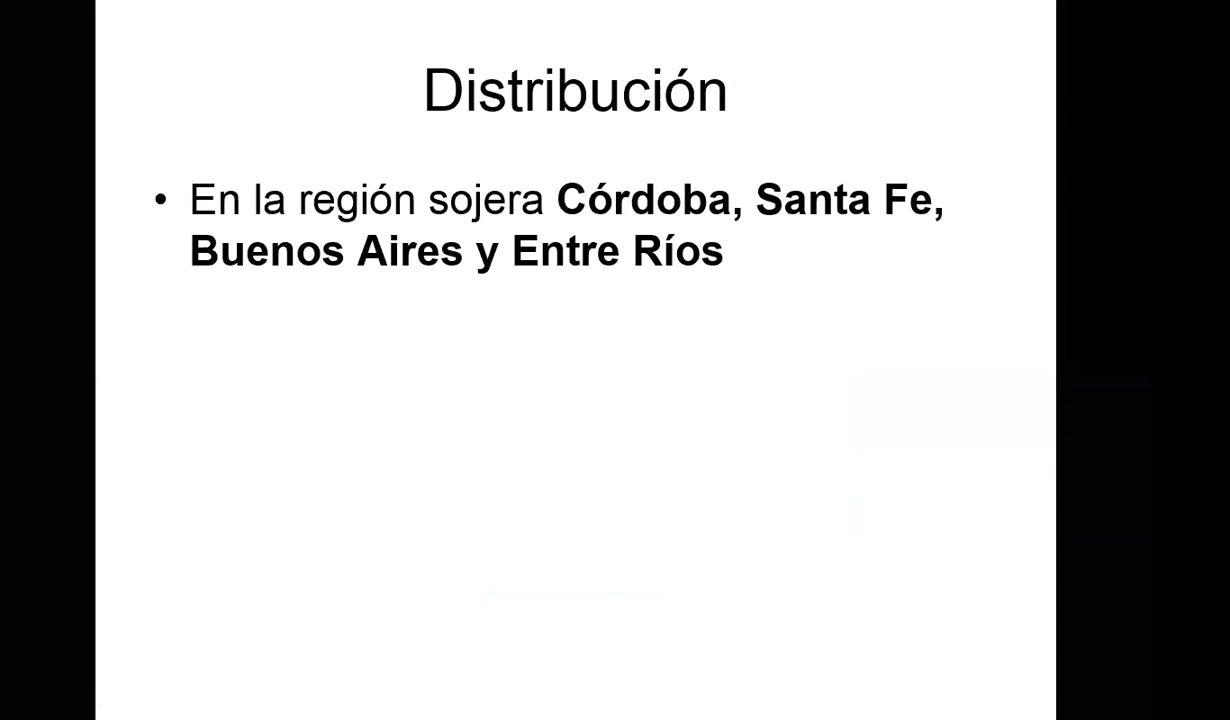 Distribución
• En la región sojera Córdoba, Santa Fe,
Buenos Aires y Entre Ríos